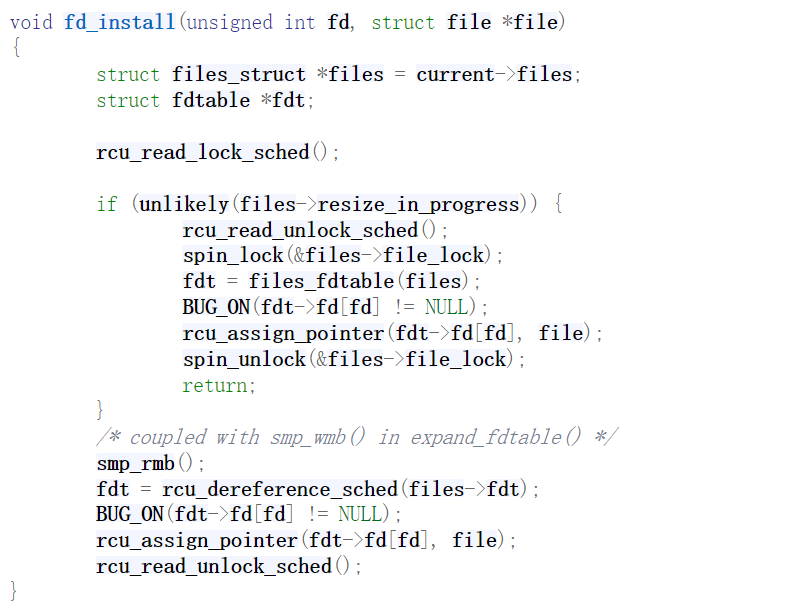 void fd_install(unsigned int fd, struct file *file)
{
        struct files_struct *files = current->files;
        struct fdtable *fdt;

        rcu_read_lock_sched();

        if (unlikely(files->resize_in_progress)) {
                rcu_read_unlock_sched();
                spin_lock(&files->file_lock);
                fdt = files_fdtable(files);
                BUG_ON(fdt->fd[fd] != NULL);
                rcu_assign_pointer(fdt->fd[fd], file);
                spin_unlock(&files->file_lock);
                return;
        }
        /* coupled with smp_wmb() in expand_fdtable() */
        smp_rmb();
        fdt = rcu_dereference_sched(files->fdt);
        BUG_ON(fdt->fd[fd] != NULL);
        rcu_assign_pointer(fdt->fd[fd], file);
        rcu_read_unlock_sched();
}